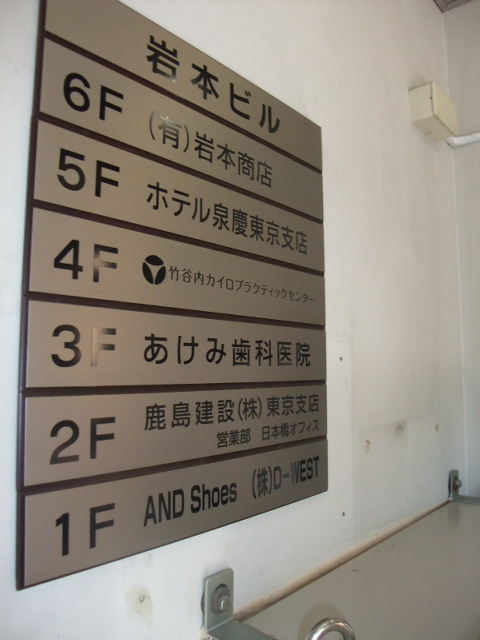 岩本ビル
6F (有)岩本商店
5F ホテル泉慶東京支店
4F 竹谷内カイロプラクティックセンター
3F あけみ歯科医院
2F 鹿島建設(株)東京支店
営業部 日本橋オフィス
1F AND Shoes (株)D-WEST